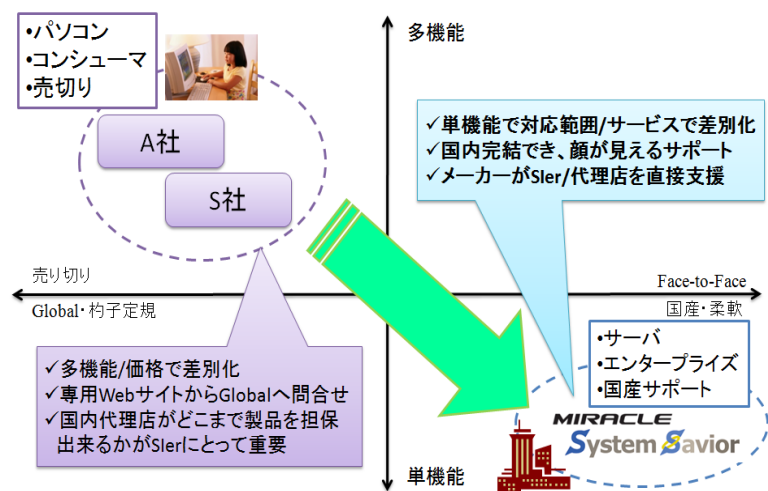 •パソコン
•コンシューマ
•売切り
多機能
A社
S社
✓単機能で対応範囲/サービスで差別化
✓国内完結でき、顔が見えるサポート
✓メーカーがSIer/代理店を直接支援
売り切り
Global・杓子定規
Face-to-Face
国産・柔軟
✓多機能/価格で差別化
✓専用WebサイトからGlobalへ問合せ
✓国内代理店がどこまで製品を担保
出来るかがSIerにとって重要
•サーバ
•エンタープライズ
•国産サポート
MIRACLE
System Savior
単機能